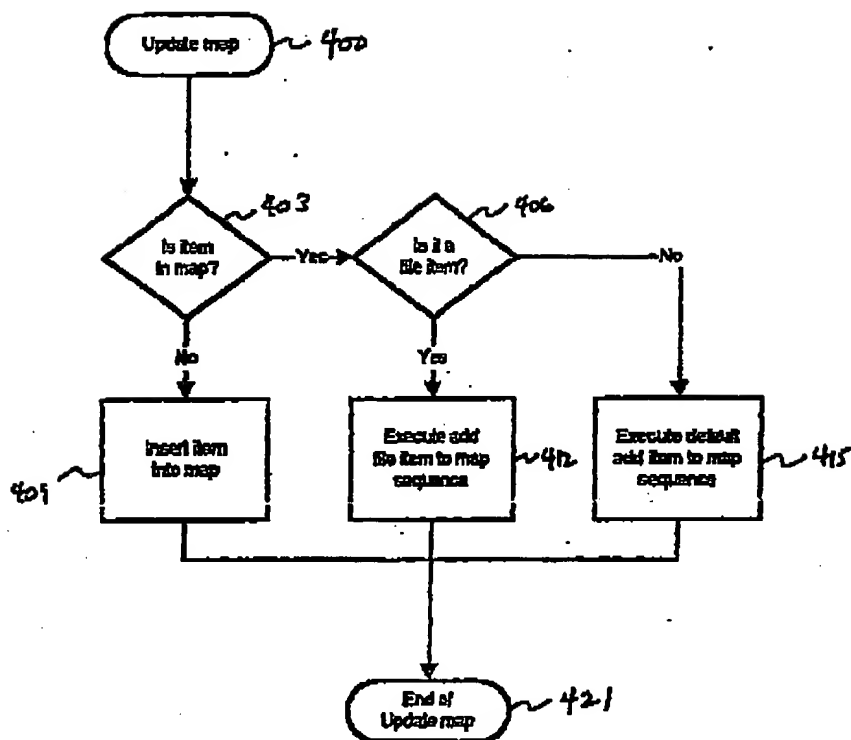 Update map
400
403
406
Is item
in map?
Yes
Is it a
file item?
No
No
Yes
Insert item
into map
Execute add
file item to map
sequence
Execute default
add item to map
sequence
409
412
415
End of
Update map
421